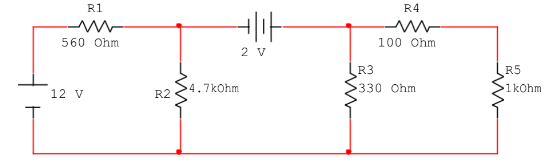 R1
560 Ohm
2 V
R4
100 Ohm
12 V
R2
4.7kOhm
R3
330 Ohm
R5
1kOhm